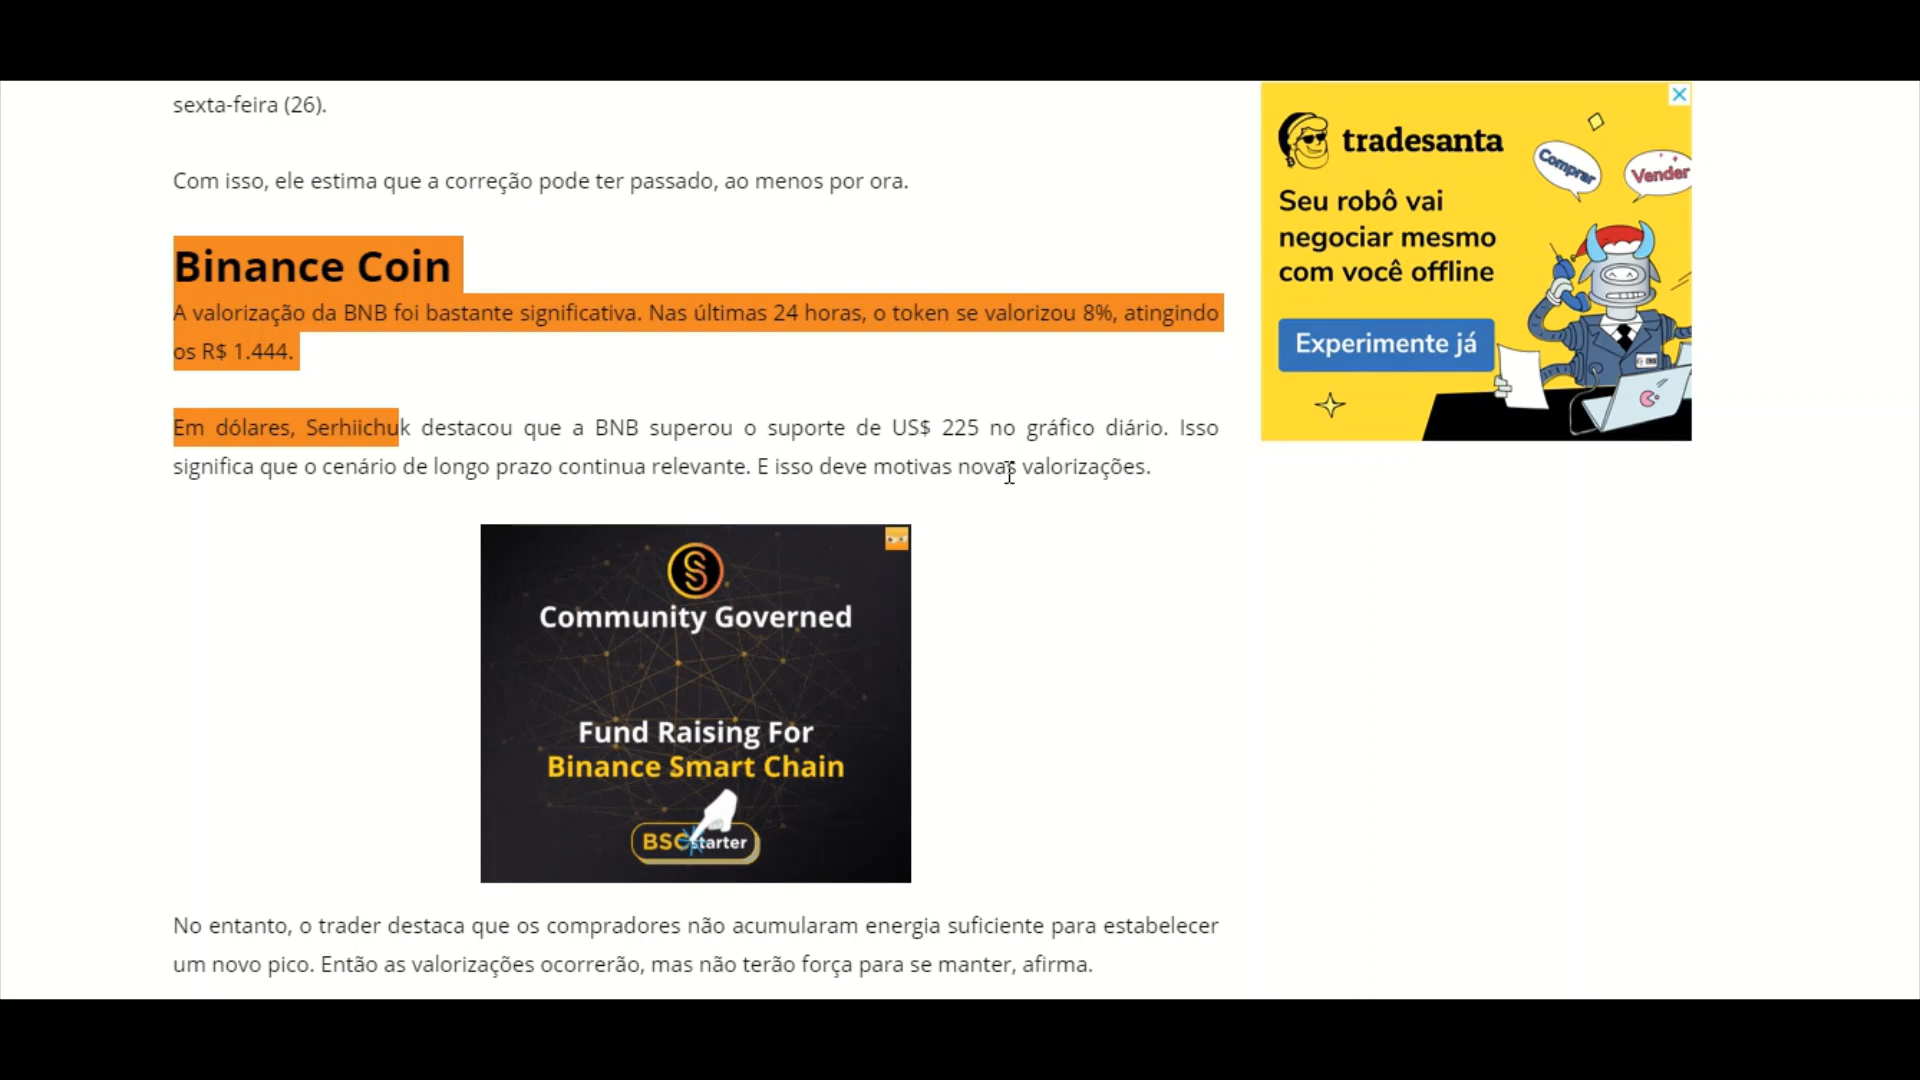 sexta-feira (26).
Com isso, ele estima que a correção pode ter passado, ao menos por ora.
Binance Coin
A valorização da BNB foi bastante significativa. Nas últimas 24 horas, o token se valorizou 8%, atingindo
os R$ 1.444.
Em dólares, Serhiichuk destacou que a BNB superou o suporte de US$ 225 no gráfico diário. Isso
significa que o cenário de longo prazo continua relevante. E isso deve motivas novas valorizações.
Community Governed
Fund Raising For
Binance Smart Chain
BSCstarter
No entanto, o trader destaca que os compradores não acumularam energia suficiente para estabelecer
um novo pico. Então as valorizações ocorrerão, mas não terão força para se manter, afirma.
tradesanta
Comprar
Vender
Seu robô vai
negociar mesmo
com você offline
Experimente já